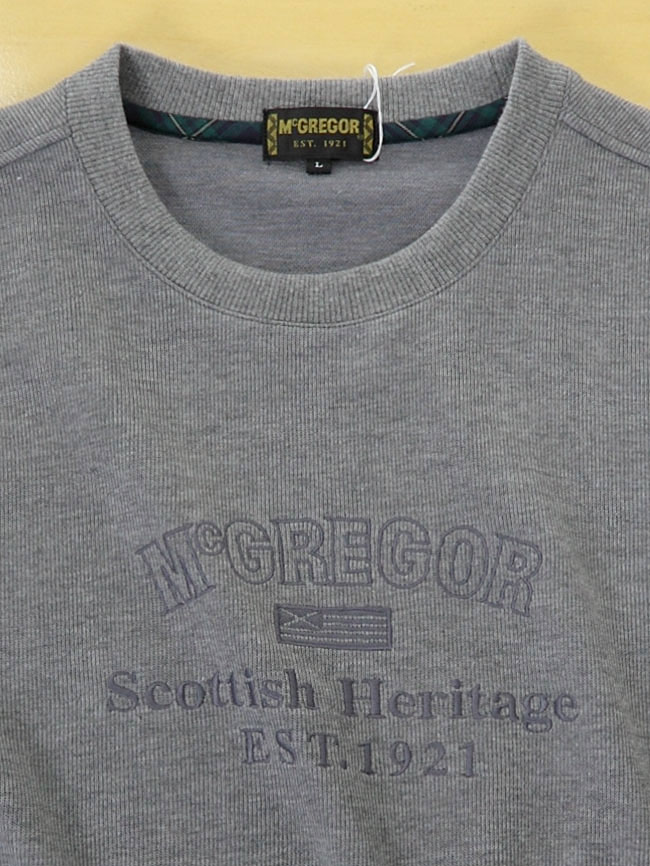 McGREGOR
EST. 1921
L
McGREGOR
Scottish Heritage
EST. 1921